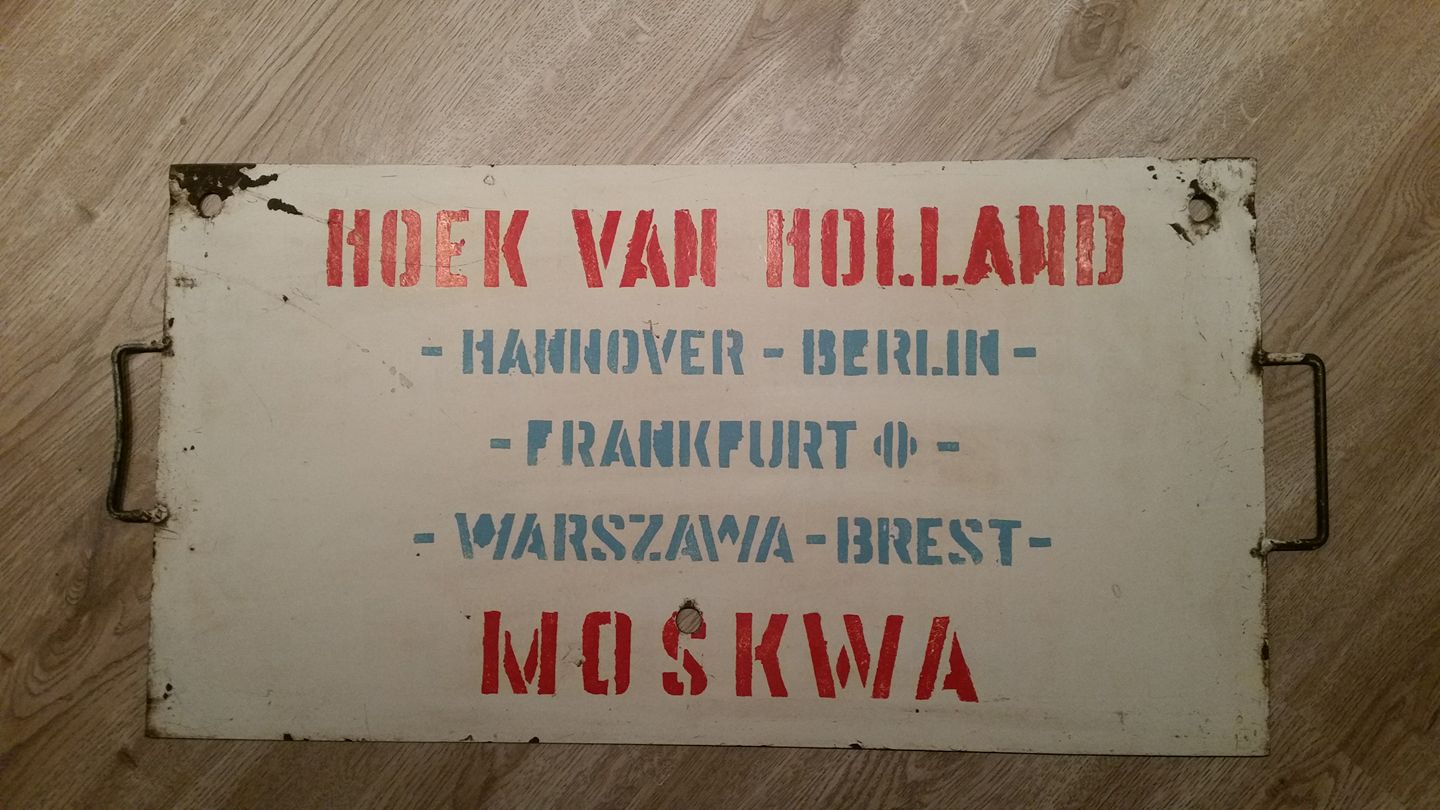 HOEK VAN HOLLAND
- HANNOVER - BERLIN -
- FRANKFURT (O) -
- WARSZAWA - BREST -
MOSKWA